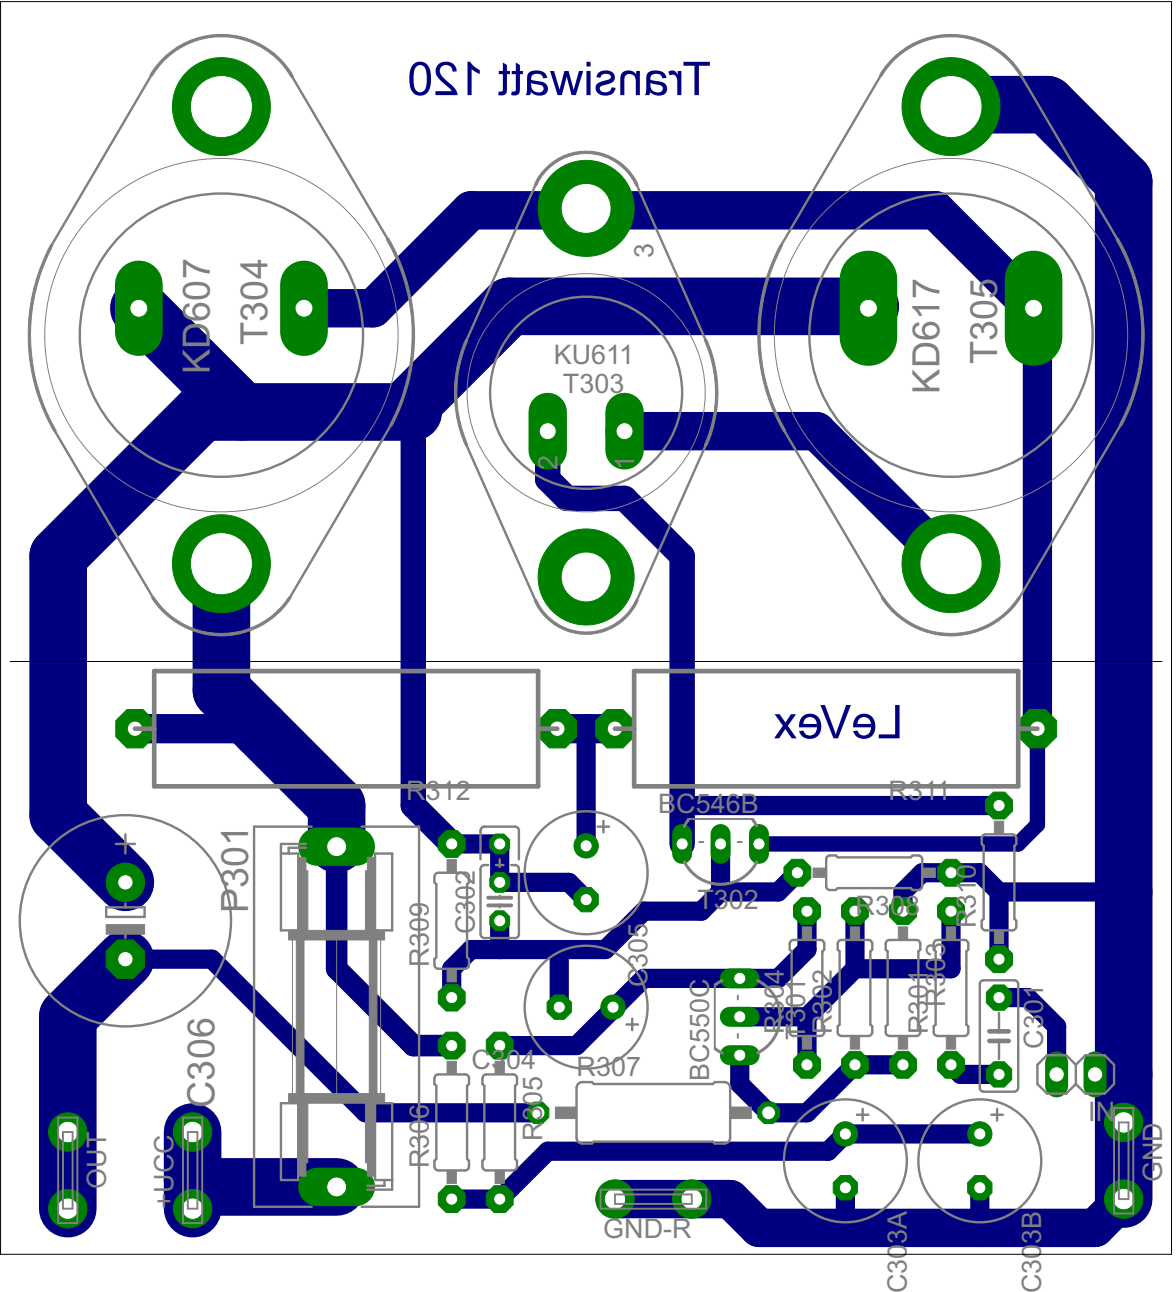 Transiwatt 120
KD607
T304
3
KU611
T303
KD617
T305
2
1
LeVex
R312
R311
BC546B
+
+
P301
C302
R309
T302
R308
R310
C305
+
BC550C
R304
T301
R302
R301
R303
C301
C306
C304
R307
R305
R306
+
+
IN
OUT
+UCC
GND
GND-R
C303A
C303B
+